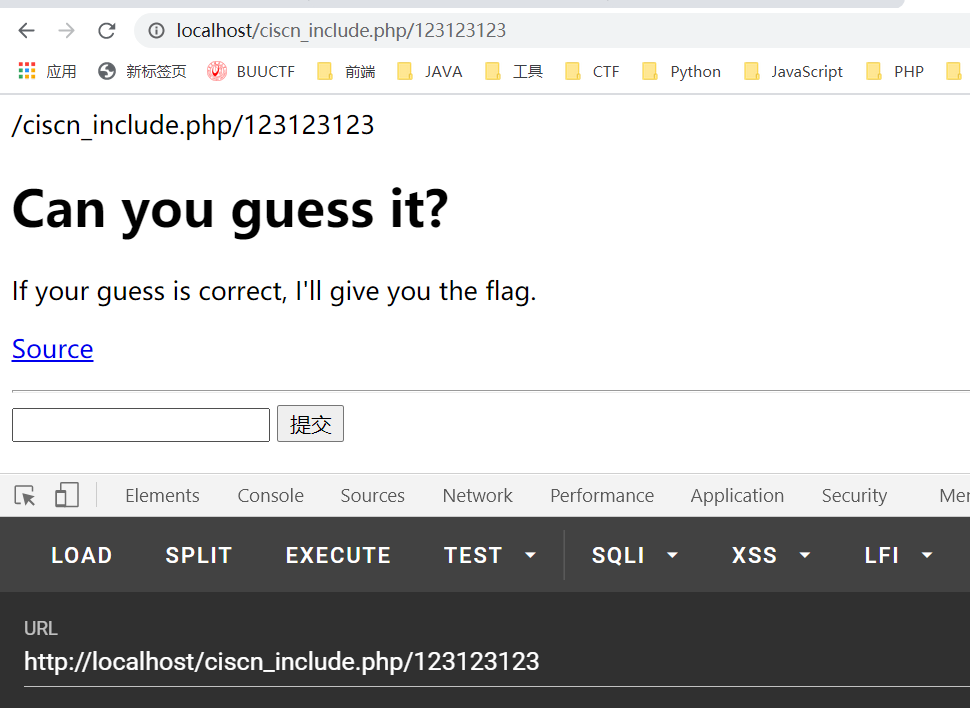 localhost/ciscn_include.php/123123123
应用 新标签页 BUUCTF 前端 JAVA 工具 CTF Python JavaScript PHP
/ciscn_include.php/123123123
Can you guess it?
If your guess is correct, I'll give you the flag.
Source
提交
Elements Console Sources Network Performance Application Security Mer
LOAD SPLIT EXECUTE TEST SQLI XSS LFI
URL
http://localhost/ciscn_include.php/123123123